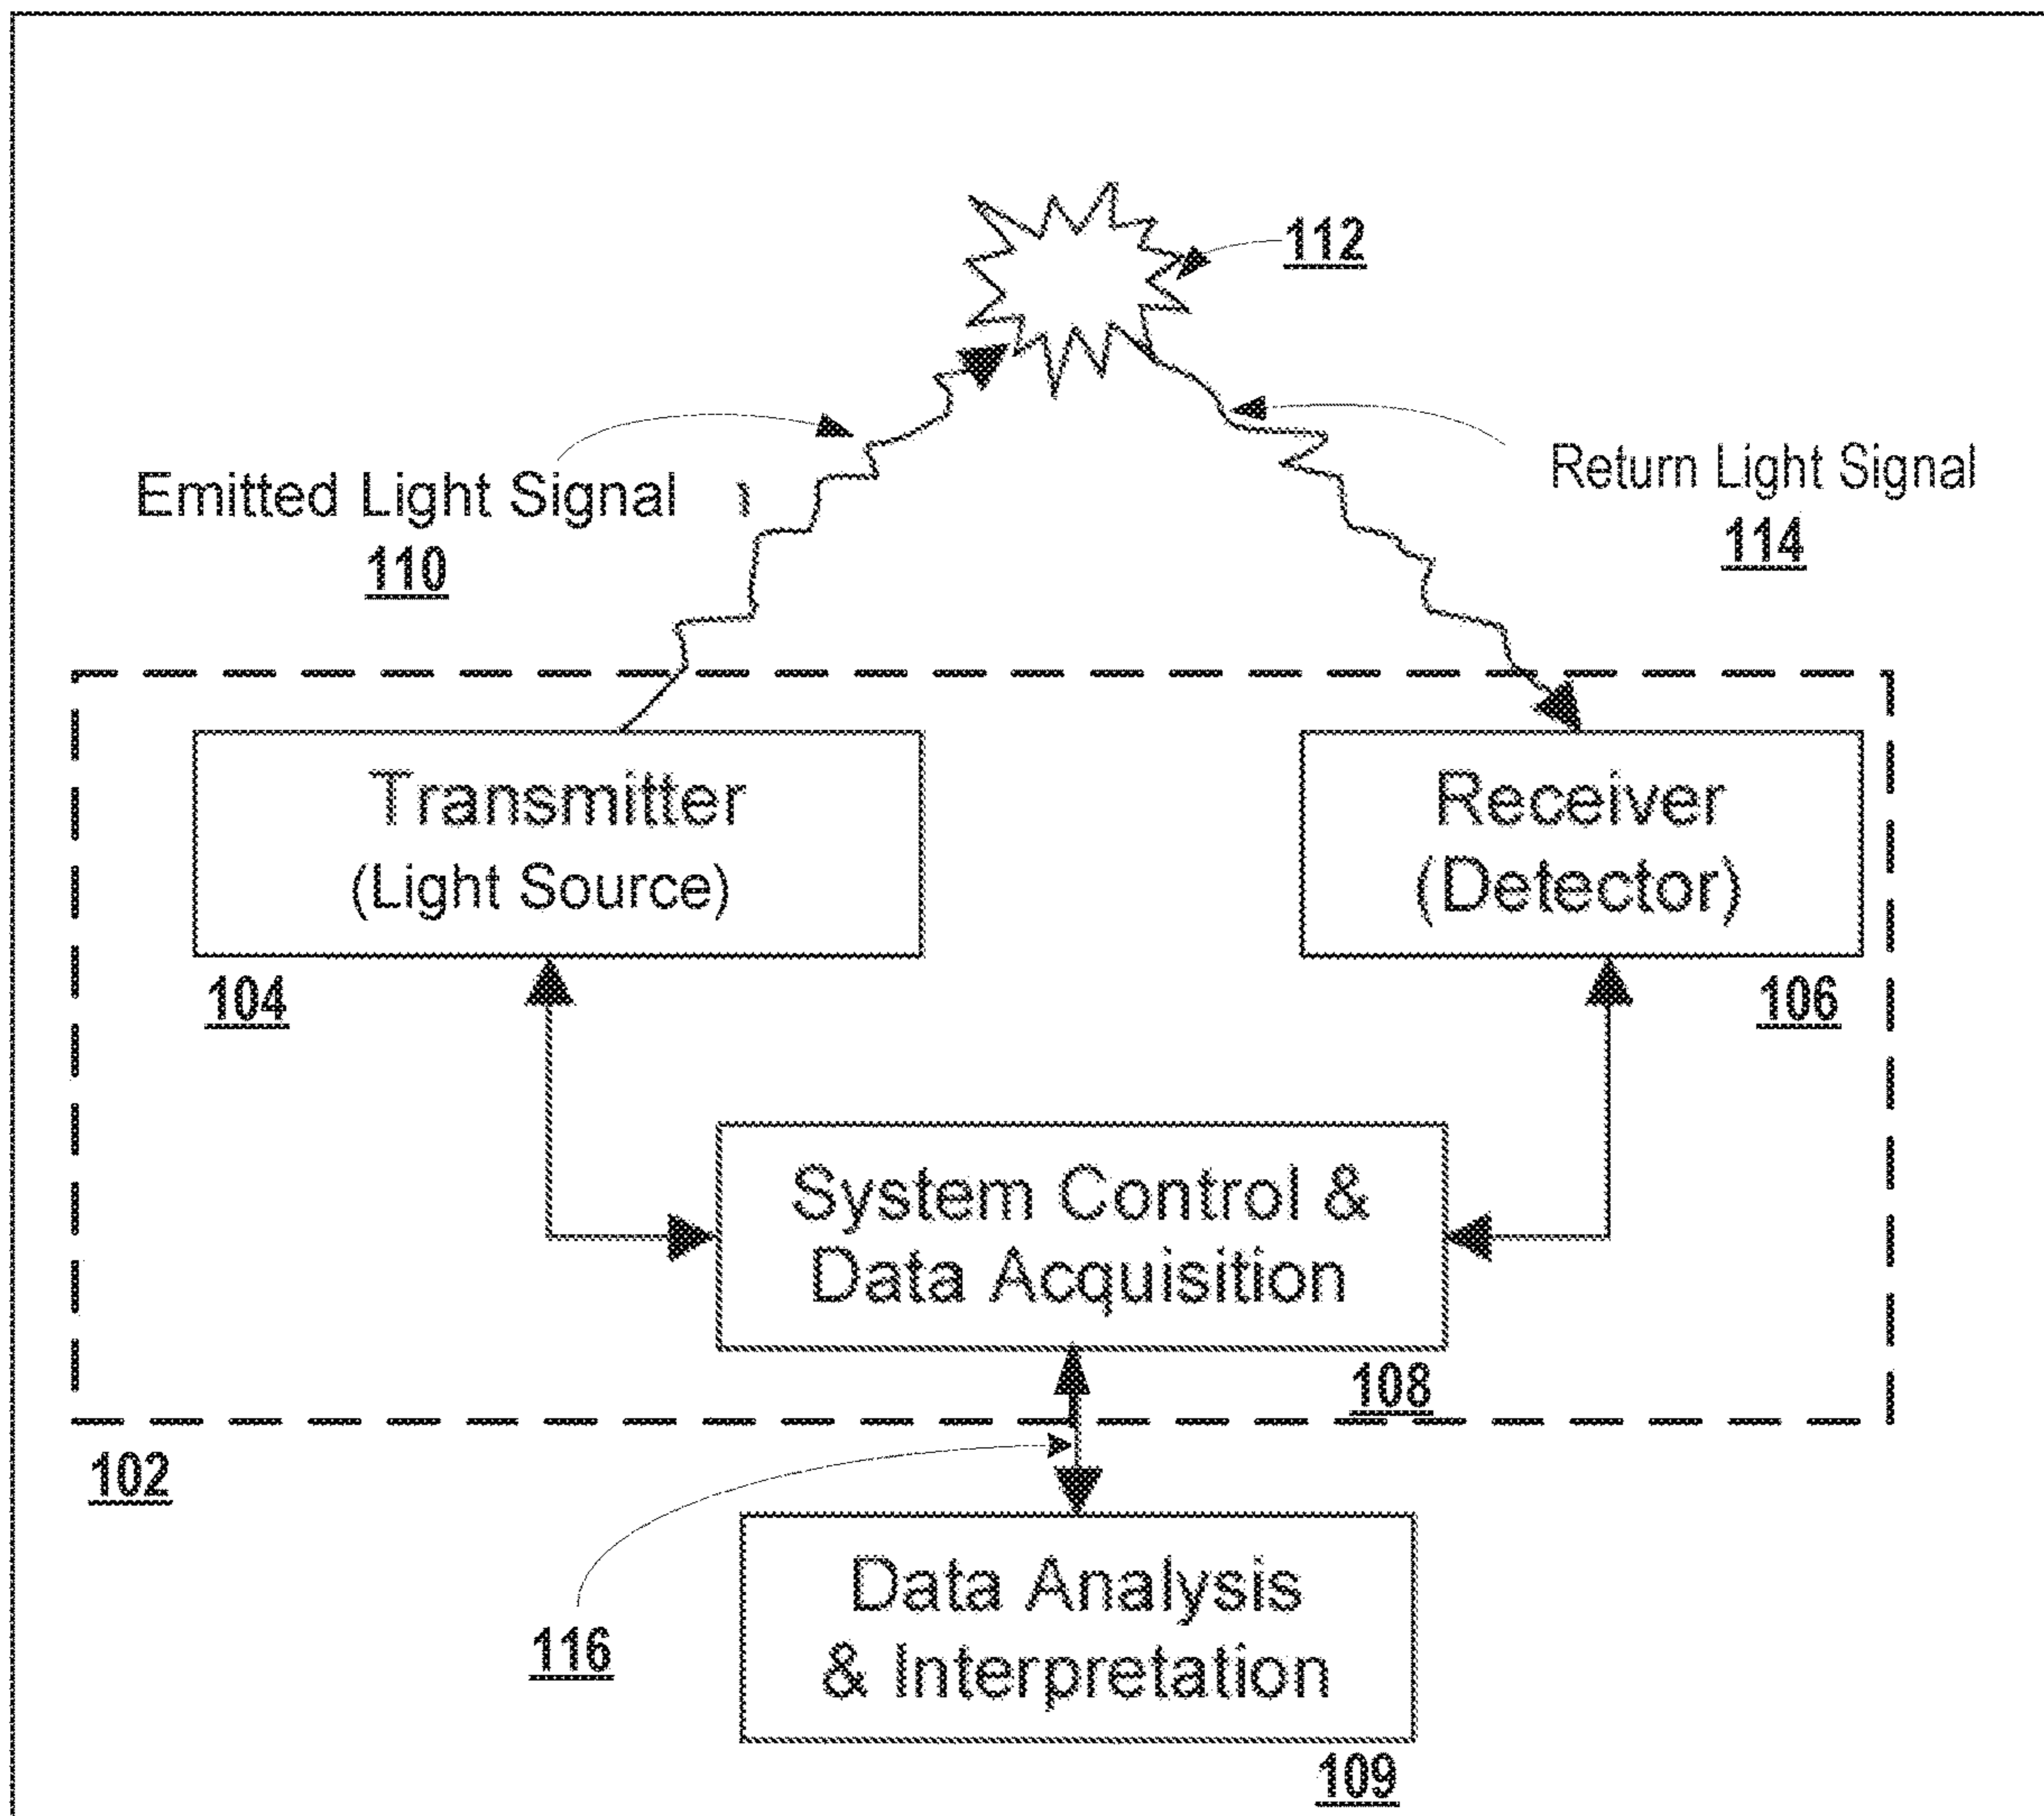 112
Emitted Light Signal
110
Return Light Signal
114
Transmitter
(Light Source)
104
Receiver
(Detector)
106
System Control &
Data Acquisition
108
102
116
Data Analysis
& Interpretation
109